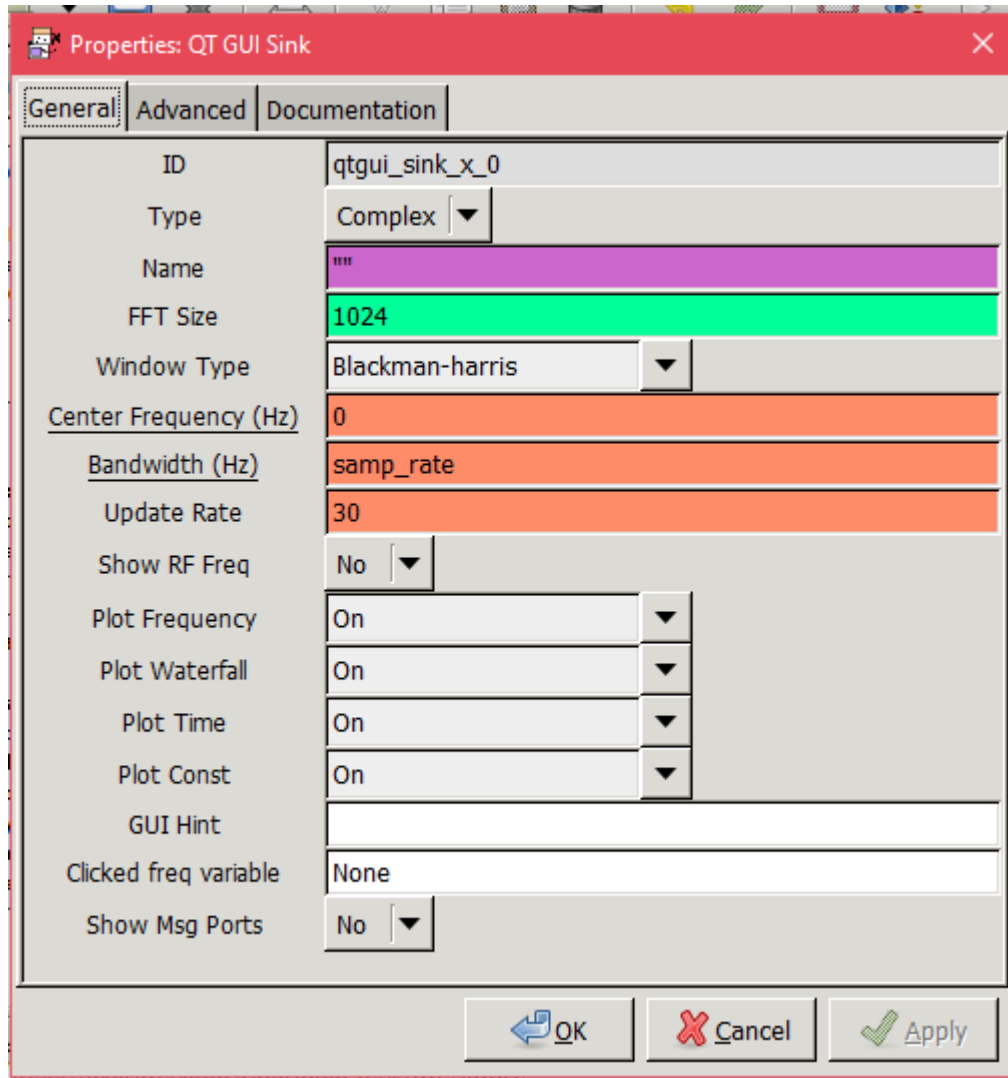 Properties: QT GUI Sink
General Advanced Documentation
ID qtgui_sink_x_0
Type Complex
Name ""
FFT Size 1024
Window Type Blackman-harris
Center Frequency (Hz) 0
Bandwidth (Hz) samp_rate
Update Rate 30
Show RF Freq No
Plot Frequency On
Plot Waterfall On
Plot Time On
Plot Const On
GUI Hint
Clicked freq variable None
Show Msg Ports No
OK Cancel Apply